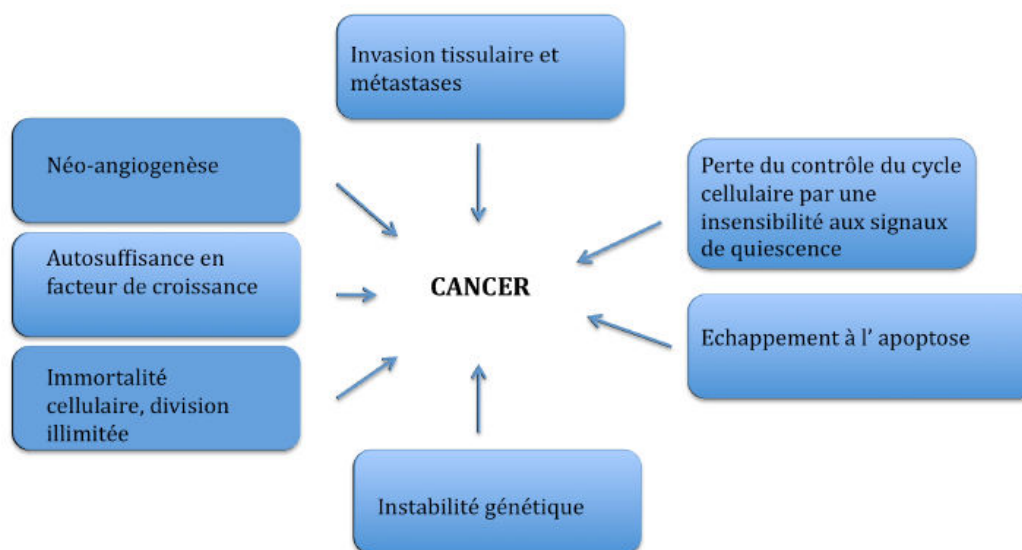 Invasion tissulaire et
métastases
Néo-angiogenèse
Perte du contrôle du cycle
cellulaire par une
insensibilité aux signaux
de quiescence
Autosuffisance en
facteur de croissance
CANCER
Echappement à l' apoptose
Immortalité
cellulaire, division
illimitée
Instabilité génétique